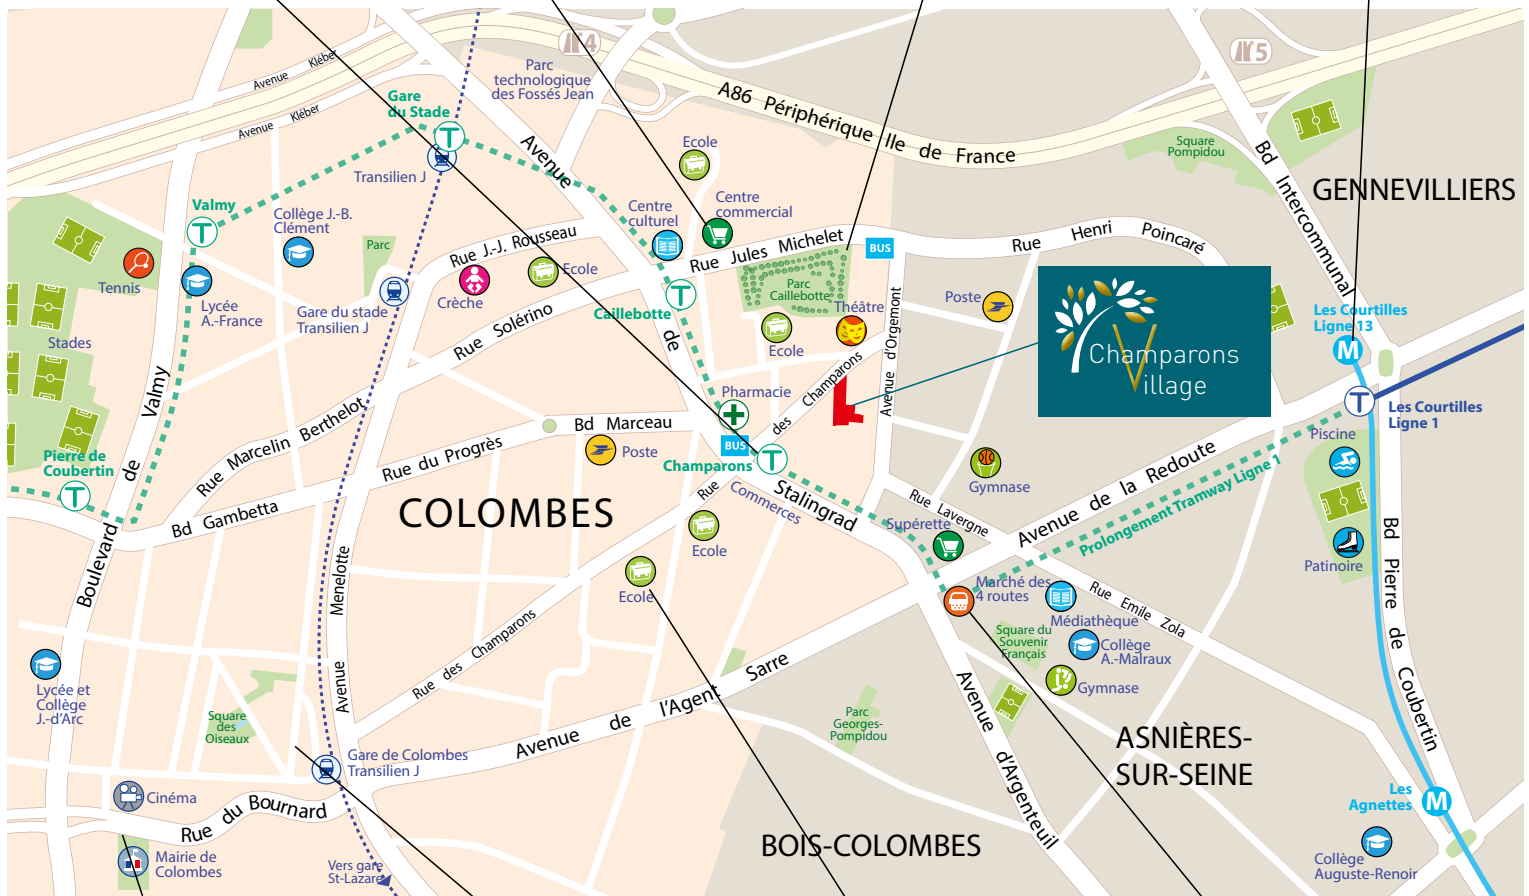 4
5
Avenue Kléber
Avenue Kléber
Parc
technologique
des Fossés Jean
A86 Périphérique Ile de France
Gare
du Stade
T
Transilien J
Avenue
de
Stalingrad
Ecole
Square
Pompidou
Bd Intercommunal
GENNEVILLIERS
Valmy
T
Collège J.-B.
Clément
Parc
Rue J.-J. Rousseau
Centre
culturel
Centre
commercial
Rue Jules Michelet
BUS
Rue Henri Poincaré
Tennis
Lycée
A.-France
Gare du stade
Transilien J
Crèche
Ecole
T
Caillebotte
Parc
Caillebotte
Théâtre
Ecole
Avenue d'Orgemont
Poste
Champarons
Village
Les Courtilles
Ligne 13
M
T
Les Courtilles
Ligne 1
Stades
Boulevard de Valmy
Rue Solérino
Rue Marcelin Berthelot
Pharmacie
Bd Marceau
BUS
Champarons
T
Rue des Champarons
Poste
Rue du Progrès
Pierre de
Coubertin
T
Bd Gambetta
COLOMBES
Commerces
Gymnase
Piscine
Avenue de la Redoute
Prolongement Tramway Ligne 1
Rue Lavergne
Supérette
Ecole
Ecole
Patinoire
Bd Pierre de Coubertin
Marché des
4 routes
Médiathèque
Rue Emile Zola
Square du
Souvenir
Français
Collège
A.-Malraux
Gymnase
Avenue Menelotte
Rue des Champarons
Lycée et
Collège
J.-d'Arc
Square
des
Oiseaux
Avenue de l'Agent Sarre
Parc
Georges-
Pompidou
Avenue d'Argenteuil
ASNIÈRES-
SUR-SEINE
Gare de Colombes
Transilien J
Cinéma
Rue du Bournard
Mairie de
Colombes
Vers gare
St-Lazare
BOIS-COLOMBES
Les
Agnettes
M
Collège
Auguste-Renoir